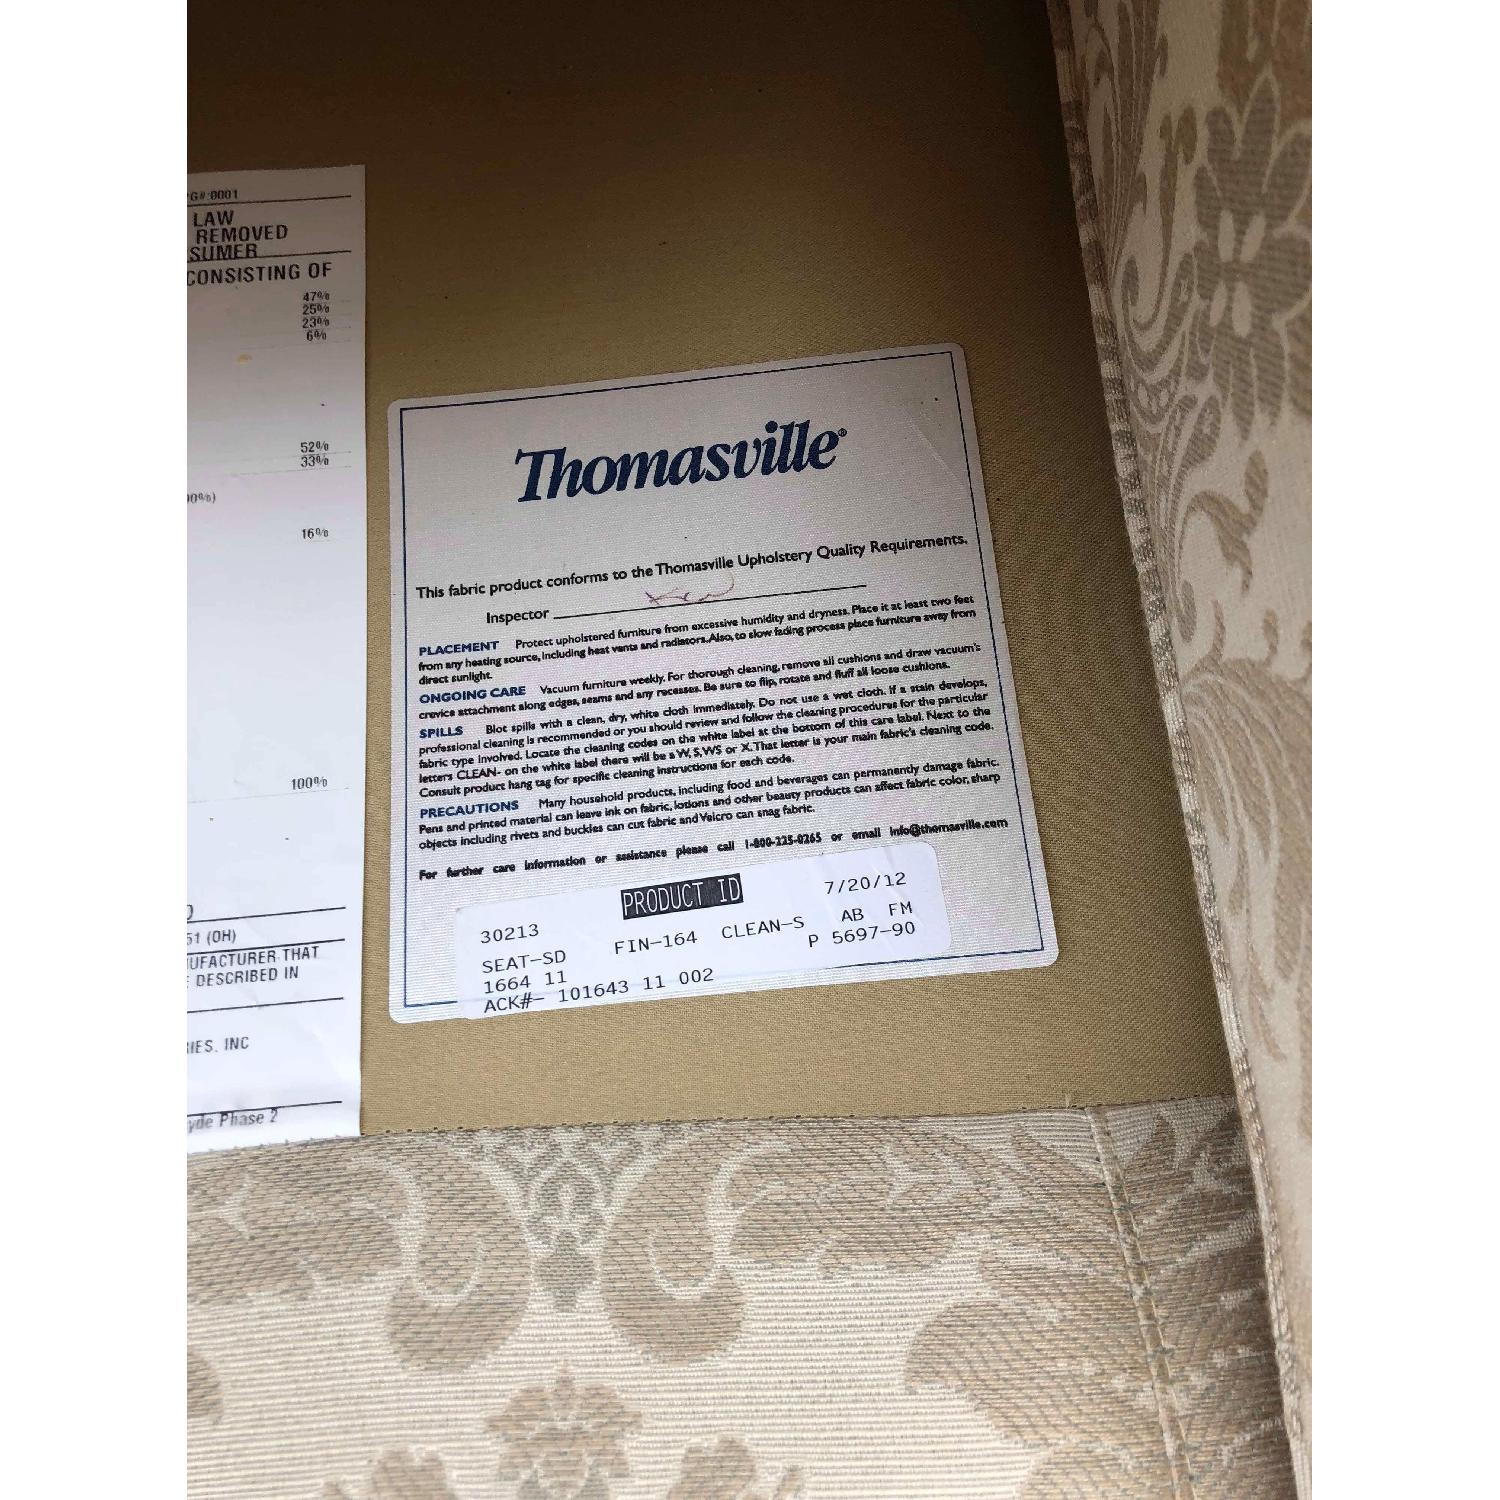 G#:0001
LAW
REMOVED
SUMER
CONSISTING OF
47%
25%
23%
6%
52%
33%
00%)
16%
100%
51 (OH)
UFACTURER THAT
DESCRIBED IN
RIES. INC
yde Phase 2
Thomasville®
This fabric product conforms to the Thomasville Upholstery Quality Requirements.
Inspector
PLACEMENT Protect upholstered furniture from excessive humidity and dryness. Place it at least two feet
from any heating source, including heat vents and radiators. Also, to slow fading process place furniture away from
direct sunlight.
ONGOING CARE Vacuum furniture weekly. For thorough cleaning, remove all cushions and draw vacuum's
crevice attachment along edges, seams and any recesses. Be sure to flip, rotate and fluff all loose cushions.
SPILLS Blot spills with a clean, dry, white cloth immediately. Do not use a wet cloth. If a stain develops,
professional cleaning is recommended or you should review and follow the cleaning procedures for the particular
fabric type involved. Locate the cleaning codes on the white label at the bottom of this care label. Next to the
letters CLEAN- on the white label there will be a W, S, WS or X. That letter is your main fabric's cleaning code.
Consult product hang tag for specific cleaning instructions for each code.
PRECAUTIONS Many household products, including food and beverages can permanently damage fabric.
Pens and printed material can leave ink on fabric, lotions and other beauty products can affect fabric color, sharp
objects including rivets and buckles can cut fabric and Velcro can snag fabric.
For further care information or assistance please call 1-800-225-0265 or email info@thomasville.com
PRODUCT ID 7/20/12
30213 FIN-164 CLEAN-S AB FM
SEAT-SD P 5697-90
1664 11
ACK#- 101643 11 002